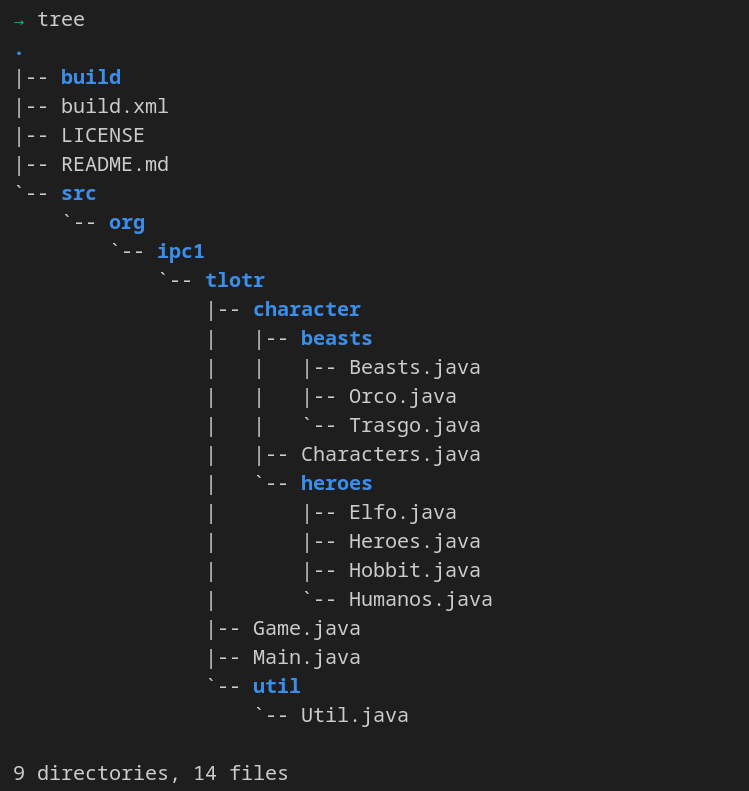 → tree
.
|-- build
|-- build.xml
|-- LICENSE
|-- README.md
`-- src
    `-- org
        `-- ipc1
            `-- tlotr
                |-- character
                |   |-- beasts
                |   |   |-- Beasts.java
                |   |   |-- Orco.java
                |   |   `-- Trasgo.java
                |   |-- Characters.java
                |   `-- heroes
                |       |-- Elfo.java
                |       |-- Heroes.java
                |       |-- Hobbit.java
                |       `-- Humanos.java
                |-- Game.java
                |-- Main.java
                `-- util
                    `-- Util.java

9 directories, 14 files